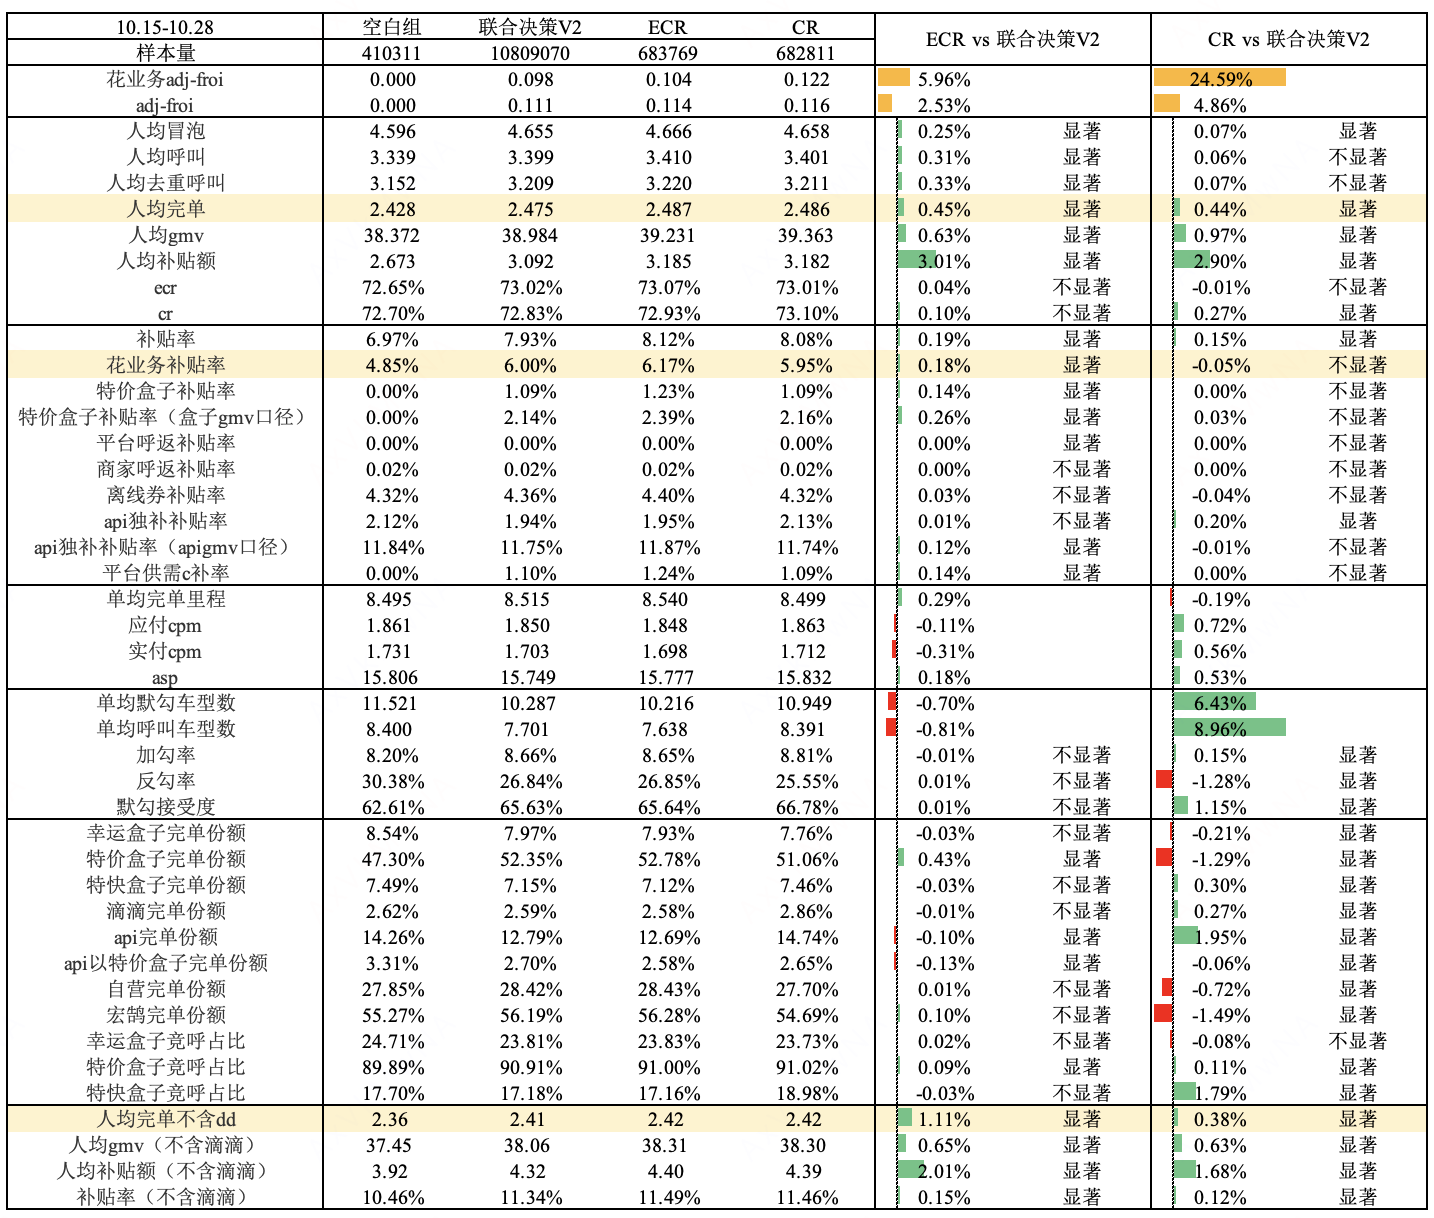 10.15-10.28 空白组 联合决策V2 ECR CR ECR vs 联合决策V2 CR vs 联合决策V2
样本量 410311 10809070 683769 682811
花业务adj-froi 0.000 0.098 0.104 0.122 5.96% 24.59%
adj-froi 0.000 0.111 0.114 0.116 2.53% 4.86%
人均冒泡 4.596 4.655 4.666 4.658 0.25% 显著 0.07% 显著
人均呼叫 3.339 3.399 3.410 3.401 0.31% 显著 0.06% 不显著
人均去重呼叫 3.152 3.209 3.220 3.211 0.33% 显著 0.07% 不显著
人均完单 2.428 2.475 2.487 2.486 0.45% 显著 0.44% 显著
人均gmv 38.372 38.984 39.231 39.363 0.63% 显著 0.97% 显著
人均补贴额 2.673 3.092 3.185 3.182 3.01% 显著 2.90% 显著
ecr 72.65% 73.02% 73.07% 73.01% 0.04% 不显著 -0.01% 不显著
cr 72.70% 72.83% 72.93% 73.10% 0.10% 不显著 0.27% 显著
补贴率 6.97% 7.93% 8.12% 8.08% 0.19% 显著 0.15% 显著
花业务补贴率 4.85% 6.00% 6.17% 5.95% 0.18% 显著 -0.05% 不显著
特价盒子补贴率 0.00% 1.09% 1.23% 1.09% 0.14% 显著 0.00% 不显著
特价盒子补贴率（盒子gmv口径） 0.00% 2.14% 2.39% 2.16% 0.26% 显著 0.03% 不显著
平台呼返补贴率 0.00% 0.00% 0.00% 0.00% 0.00% 显著 0.00% 不显著
商家呼返补贴率 0.02% 0.02% 0.02% 0.02% 0.00% 不显著 0.00% 不显著
离线券补贴率 4.32% 4.36% 4.40% 4.32% 0.03% 不显著 -0.04% 不显著
api独补补贴率 2.12% 1.94% 1.95% 2.13% 0.01% 不显著 0.20% 显著
api独补补贴率（apigmv口径） 11.84% 11.75% 11.87% 11.74% 0.12% 显著 -0.01% 不显著
平台供需c补率 0.00% 1.10% 1.24% 1.09% 0.14% 显著 0.00% 不显著
单均完单里程 8.495 8.515 8.540 8.499 0.29% -0.19%
应付cpm 1.861 1.850 1.848 1.863 -0.11% 0.72%
实付cpm 1.731 1.703 1.698 1.712 -0.31% 0.56%
asp 15.806 15.749 15.777 15.832 0.18% 0.53%
单均默勾车型数 11.521 10.287 10.216 10.949 -0.70% 6.43%
单均呼叫车型数 8.400 7.701 7.638 8.391 -0.81% 8.96%
加勾率 8.20% 8.66% 8.65% 8.81% -0.01% 不显著 0.15% 显著
反勾率 30.38% 26.84% 26.85% 25.55% 0.01% 不显著 -1.28% 显著
默勾接受度 62.61% 65.63% 65.64% 66.78% 0.01% 不显著 1.15% 显著
幸运盒子完单份额 8.54% 7.97% 7.93% 7.76% -0.03% 不显著 -0.21% 显著
特价盒子完单份额 47.30% 52.35% 52.78% 51.06% 0.43% 显著 -1.29% 显著
特快盒子完单份额 7.49% 7.15% 7.12% 7.46% -0.03% 不显著 0.30% 显著
滴滴完单份额 2.62% 2.59% 2.58% 2.86% -0.01% 不显著 0.27% 显著
api完单份额 14.26% 12.79% 12.69% 14.74% -0.10% 显著 1.95% 显著
api以特价盒子完单份额 3.31% 2.70% 2.58% 2.65% -0.13% 显著 -0.06% 显著
自营完单份额 27.85% 28.42% 28.43% 27.70% 0.01% 不显著 -0.72% 显著
宏鹄完单份额 55.27% 56.19% 56.28% 54.69% 0.10% 不显著 -1.49% 显著
幸运盒子竞呼占比 24.71% 23.81% 23.83% 23.73% 0.02% 不显著 -0.08% 不显著
特价盒子竞呼占比 89.89% 90.91% 91.00% 91.02% 0.09% 显著 0.11% 显著
特快盒子竞呼占比 17.70% 17.18% 17.16% 18.98% -0.03% 不显著 1.79% 显著
人均完单不含dd 2.36 2.41 2.42 2.42 1.11% 显著 0.38% 显著
人均gmv（不含滴滴） 37.45 38.06 38.31 38.30 0.65% 显著 0.63% 显著
人均补贴额（不含滴滴） 3.92 4.32 4.40 4.39 2.01% 显著 1.68% 显著
补贴率（不含滴滴） 10.46% 11.34% 11.49% 11.46% 0.15% 显著 0.12% 显著